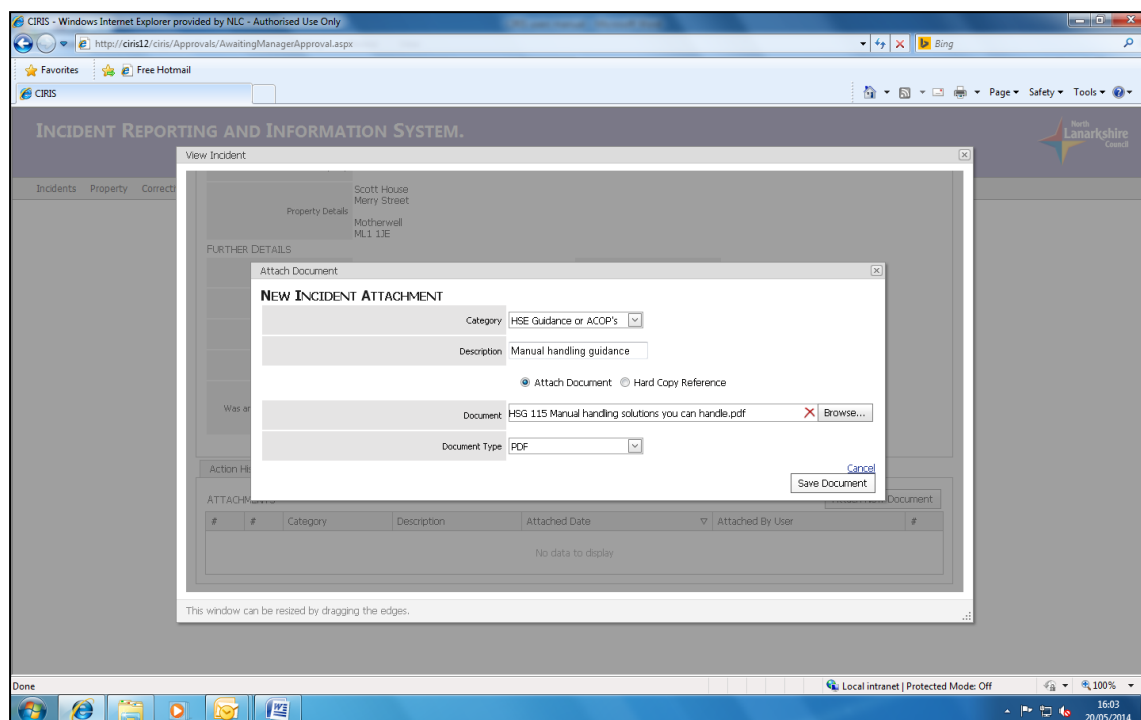 CIRIS - Windows Internet Explorer provided by NLC - Authorised Use Only
http://ciris12/ciris/Approvals/AwaitingManagerApproval.aspx
Bing
Favorites Free Hotmail
CIRIS
Page Safety Tools
INCIDENT REPORTING AND INFORMATION SYSTEM.
North
Lanarkshire
Council
View Incident
Incidents Property
Scott House
Merry Street
Property Details
Motherwell
ML1 1JE
FURTHER DETAILS
Attach Document
NEW INCIDENT ATTACHMENT
Category HSE Guidance or ACOP's
Description Manual handling guidance
Attach Document Hard Copy Reference
Was
Document HSG 115 Manual handling solutions you can handle.pdf Browse...
Document Type PDF
Cancel
Action
Save Document
Document
# # Category Description Attached Date Attached By User #
No data to display
This window can be resized by dragging the edges.
Done
Local intranet | Protected Mode: Off
100%
16:03
20/05/2014